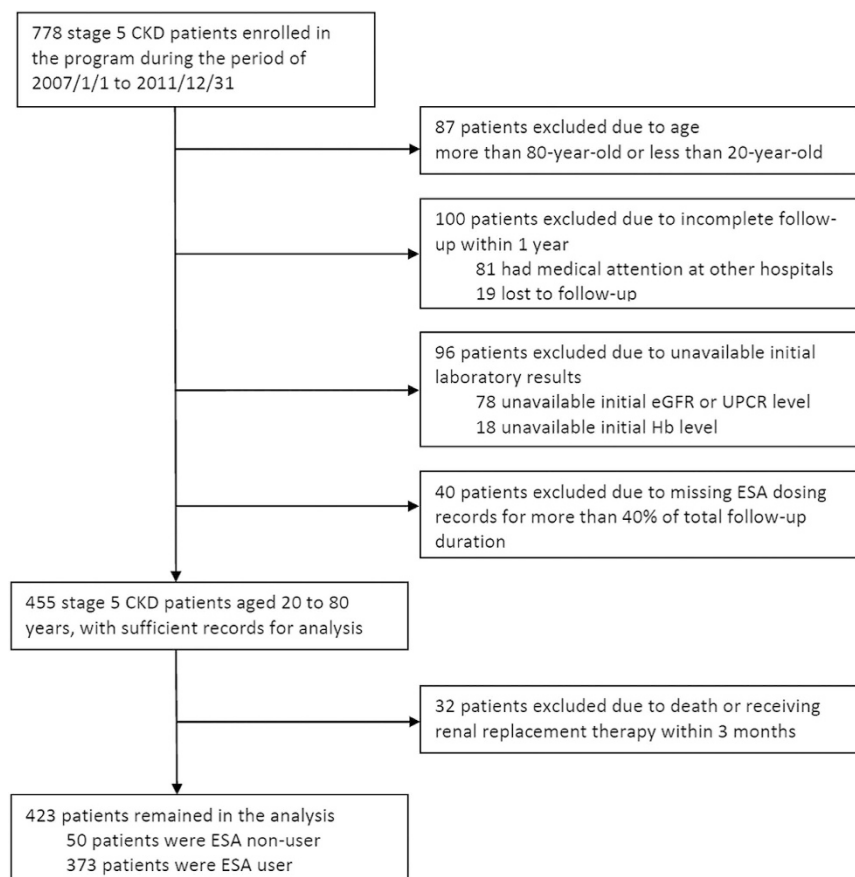 778 stage 5 CKD patients enrolled in
the program during the period of
2007/1/1 to 2011/12/31
87 patients excluded due to age
more than 80-year-old or less than 20-year-old
100 patients excluded due to incomplete follow-
up within 1 year
81 had medical attention at other hospitals
19 lost to follow-up
96 patients excluded due to unavailable initial
laboratory results
78 unavailable initial eGFR or UPCR level
18 unavailable initial Hb level
40 patients excluded due to missing ESA dosing
records for more than 40% of total follow-up
duration
455 stage 5 CKD patients aged 20 to 80
years, with sufficient records for analysis
32 patients excluded due to death or receiving
renal replacement therapy within 3 months
423 patients remained in the analysis
50 patients were ESA non-user
373 patients were ESA user